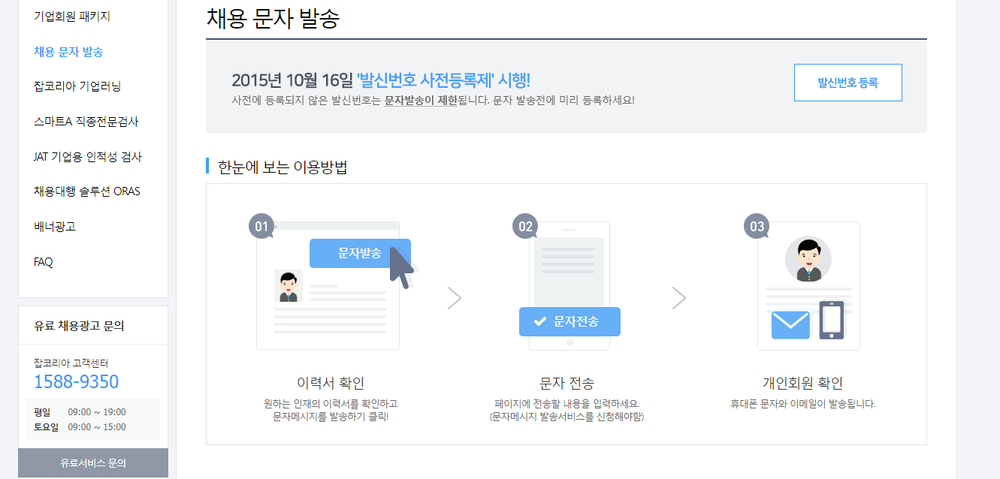 기업회원 패키지
채용 문자 발송
잡코리아 기업러닝
스마트A 직종전문검사
JAT 기업용 인적성 검사
채용대행 솔루션 ORAS
배너광고
FAQ
유료 채용광고 문의
잡코리아 고객센터
1588-9350
평일 09:00 ~ 19:00
토요일 09:00 ~ 15:00
유료서비스 문의
채용 문자 발송
2015년 10월 16일 '발신번호 사전등록제' 시행!
사전에 등록되지 않은 발신번호는 문자발송이 제한됩니다. 문자 발송전에 미리 등록하세요!
발신번호 등록
한눈에 보는 이용방법
01
문자발송
이력서 확인
원하는 인재의 이력서를 확인하고
문자메시지를 발송하기 클릭!
02
문자전송
문자 전송
페이지에 전송할 내용을 입력하세요.
(문자메시지 발송서비스를 신청해야함)
03
개인회원 확인
휴대폰 문자와 이메일이 발송됩니다.